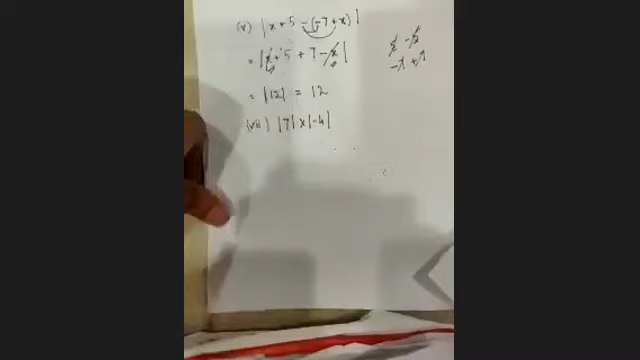 (v) | x + 5 - (-7 + x) |
= | x + 5 + 7 - x |
= |12| = 12
(vii) |7| x |-4|